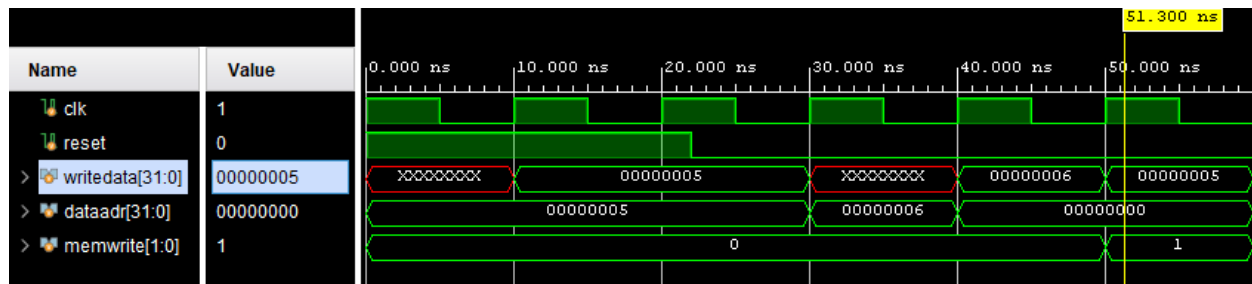 51.300 ns
Name Value 0.000 ns 10.000 ns 20.000 ns 30.000 ns 40.000 ns 50.000 ns
clk 1
reset 0
writedata[31:0] 00000005 XXXXXXXX 00000005 XXXXXXXX 00000006 00000005
dataadr[31:0] 00000000 00000005 00000006 00000000
memwrite[1:0] 1 0 1